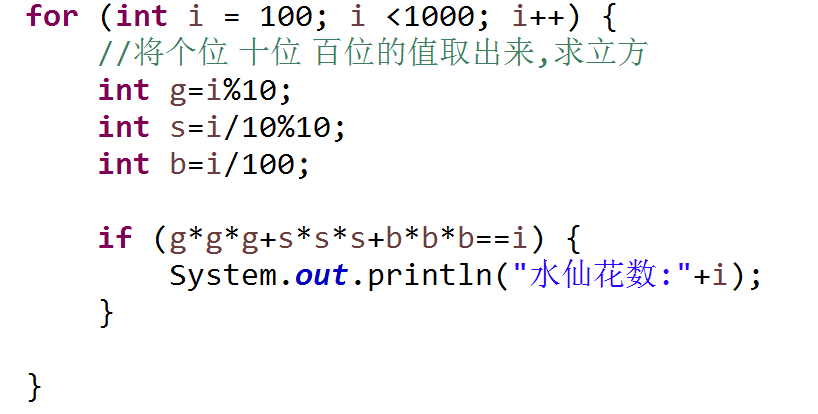 for (int i = 100; i <1000; i++) {
//将个位 十位 百位的值取出来,求立方
int g=i%10;
int s=i/10%10;
int b=i/100;
if (g*g*g+s*s*s+b*b*b==i) {
System.out.println("水仙花数:"+i);
}
}